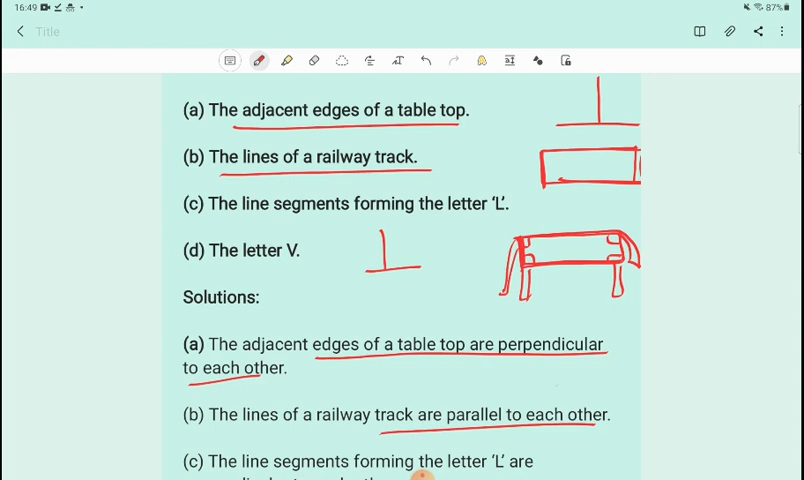 16:49
87%
Title
(a) The adjacent edges of a table top.
(b) The lines of a railway track.
(c) The line segments forming the letter ‘L’.
(d) The letter V.
Solutions:
(a) The adjacent edges of a table top are perpendicular
to each other.
(b) The lines of a railway track are parallel to each other.
(c) The line segments forming the letter ‘L’ are